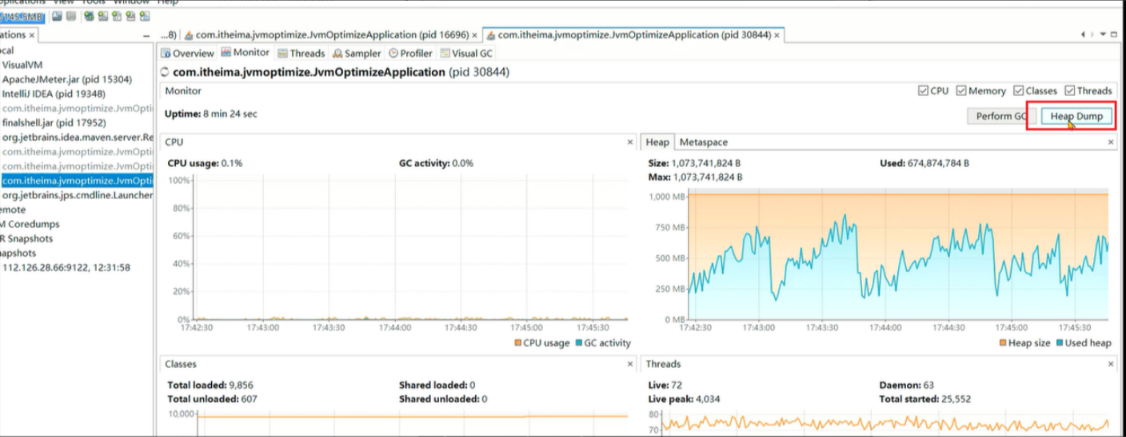 View Tools Window Help
ations ×
...8) com.itheima.jvmoptimize.JvmOptimizeApplication (pid 16696) × com.itheima.jvmoptimize.JvmOptimizeApplication (pid 30844) ×
ocal
VisualVM
ApacheJMeter.jar (pid 15304)
IntelliJ IDEA (pid 19348)
com.itheima.jvmoptimize.JvmOpti
finalshell.jar (pid 17952)
org.jetbrains.idea.maven.server.Re
com.itheima.jvmoptimize.JvmOpti
com.itheima.jvmoptimize.JvmOpti
com.itheima.jvmoptimize.JvmOpti
org.jetbrains.jps.cmdline.Launcher
emote
M Coredumps
R Snapshots
apshots
112.126.28.66:9122, 12:31:58
Overview Monitor Threads Sampler Profiler Visual GC
com.itheima.jvmoptimize.JvmOptimizeApplication (pid 30844)
Monitor CPU Memory Classes Threads
Uptime: 8 min 24 sec Perform GC Heap Dump
CPU ×
CPU usage: 0.1% GC activity: 0.0%
100%
80%
60%
40%
20%
0%
17:42:30 17:43:00 17:43:30 17:44:00 17:44:30 17:45:00 17:45:30
CPU usage GC activity
Heap Metaspace ×
Size: 1,073,741,824 B Used: 674,874,784 B
Max: 1,073,741,824 B
1,000 MB
750 MB
500 MB
250 MB
0 MB
17:42:30 17:43:00 17:43:30 17:44:00 17:44:30 17:45:00 17:45:30
Heap size Used heap
Classes ×
Total loaded: 9,856 Shared loaded: 0
Total unloaded: 607 Shared unloaded: 0
10,000
Threads ×
Live: 72 Daemon: 63
Live peak: 4,034 Total started: 25,552
80
70